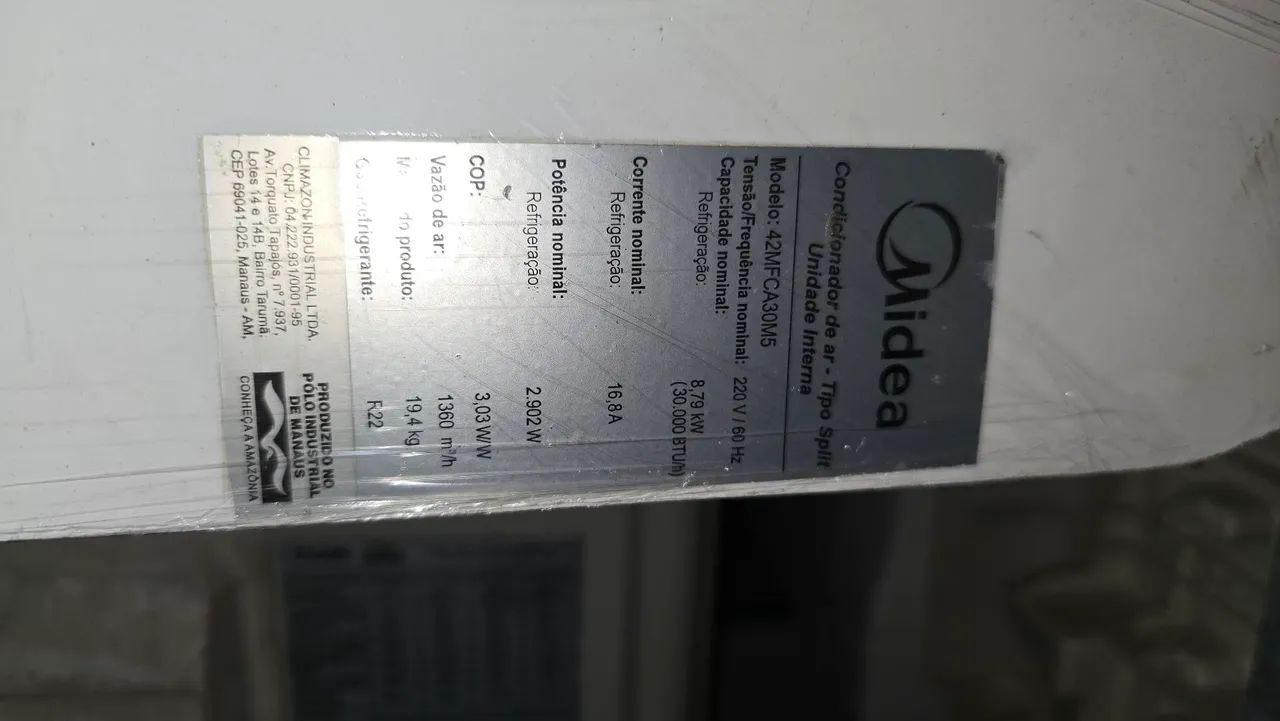 Midea
Condicionador de ar - Tipo Split
Unidade Interna
Modelo: 42MFCA30M5
Tensão/Frequência nominal: 220 V / 60 Hz
Capacidade nominal:
Refrigeração: 8,79 kW
(30.000 BTU/h)
Corrente nominal:
Refrigeração: 16,8 A
Potência nominal:
Refrigeração: 2.902 W
COP: 3,03 W/W
Vazão de ar: 1360 m³/h
do produto: 19,4 kg
refrigerante: R22
CLIMAZON INDUSTRIAL LTDA.
CNPJ: 04.222.931/0001-95
Av. Torquato Tapajós, nº 7.937,
Lotes 14 e 14B, Bairro Tarumã.
CEP 69041-025, Manaus - AM,
PRODUZIDO NO
PÓLO INDUSTRIAL
DE MANAUS
CONHEÇA A AMAZÔNIA